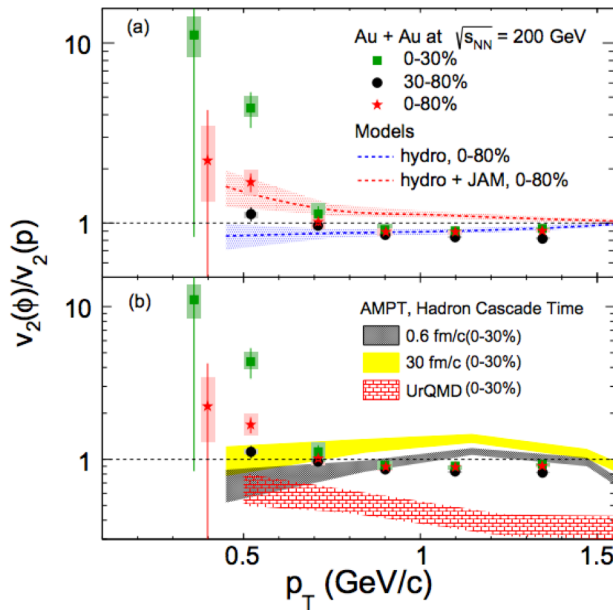 (a)
Au + Au at √sNN = 200 GeV
0-30%
30-80%
0-80%
Models
hydro, 0-80%
hydro + JAM, 0-80%
10
1
v2(ϕ)/v2(p)
(b)
AMPT, Hadron Cascade Time
0.6 fm/c(0-30%)
30 fm/c (0-30%)
UrQMD (0-30%)
10
1
0.5 1 1.5
pT (GeV/c)